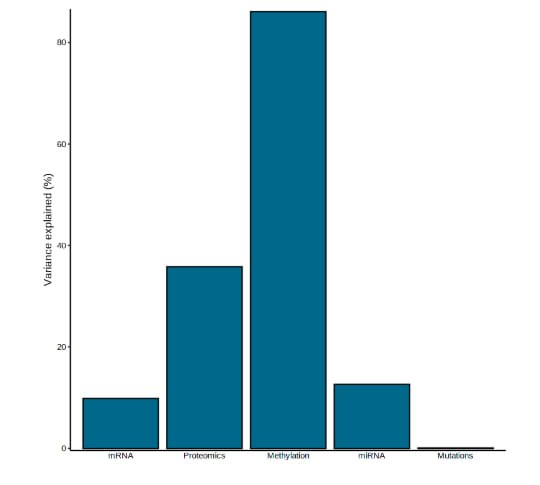 Variance explained (%)
80
60
40
20
0
mRNA Proteomics Methylation miRNA Mutations